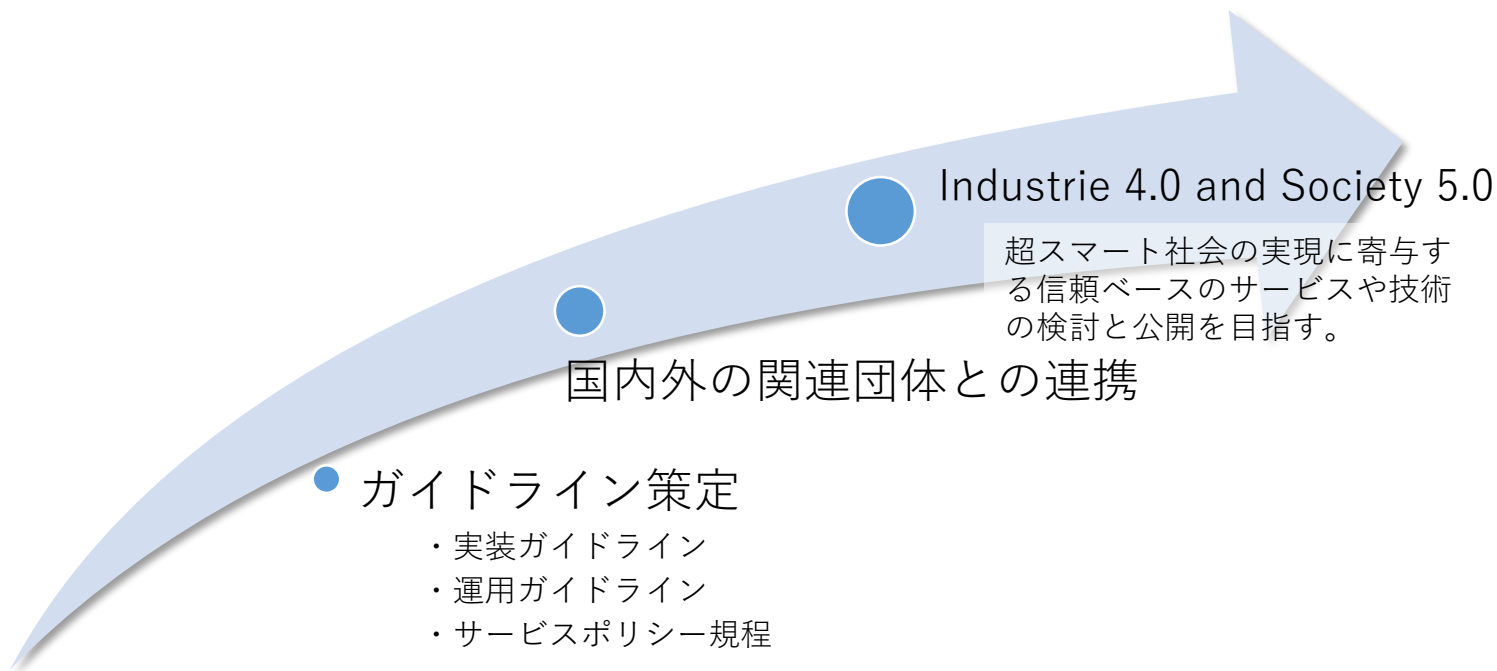 Industrie 4.0 and Society 5.0
超スマート社会の実現に寄与す
る信頼ベースのサービスや技術
の検討と公開を目指す。
国内外の関連団体との連携
ガイドライン策定
・実装ガイドライン
・運用ガイドライン
・サービスポリシー規程